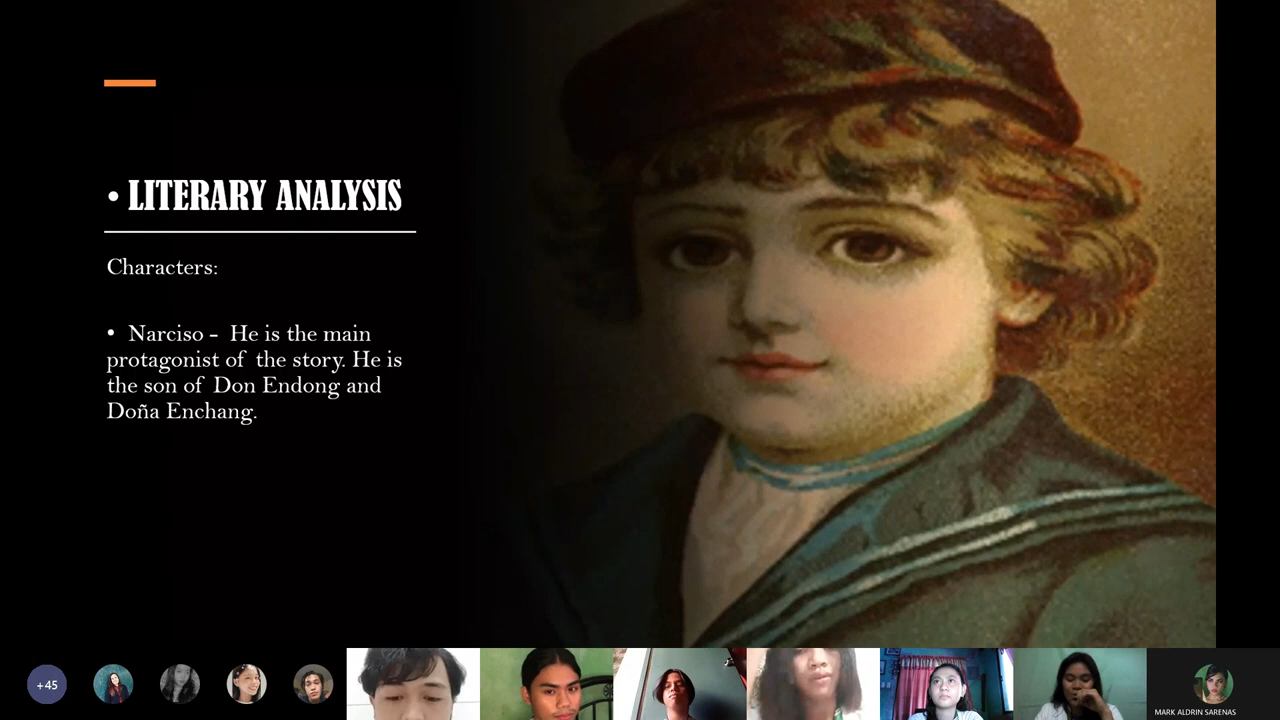 • LITERARY ANALYSIS
Characters:
• Narciso - He is the main
protagonist of the story. He is
the son of Don Endong and
Doña Enchang.
+45
MARK ALDRIN SARENAS